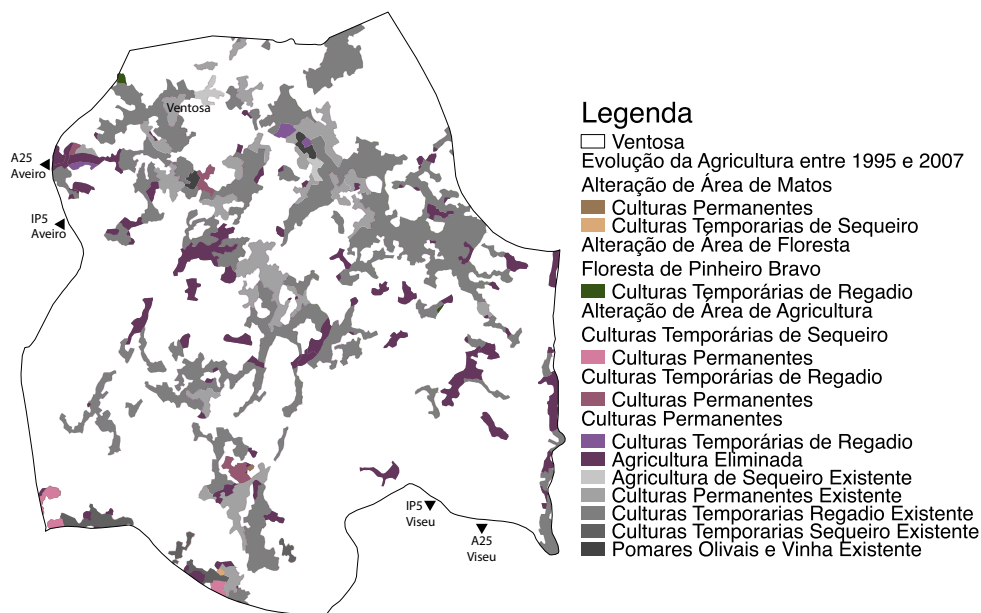 Ventosa
A25
Aveiro
IP5
Aveiro
IP5
Viseu
A25
Viseu
Legenda
Ventosa
Evolução da Agricultura entre 1995 e 2007
Alteração de Área de Matos
Culturas Permanentes
Culturas Temporarias de Sequeiro
Alteração de Área de Floresta
Floresta de Pinheiro Bravo
Culturas Temporárias de Regadio
Alteração de Área de Agricultura
Culturas Temporárias de Sequeiro
Culturas Permanentes
Culturas Temporárias de Regadio
Culturas Permanentes
Culturas Permanentes
Culturas Temporárias de Regadio
Agricultura Eliminada
Agricultura de Sequeiro Existente
Culturas Permanentes Existente
Culturas Temporarias Regadio Existente
Culturas Temporarias Sequeiro Existente
Pomares Olivais e Vinha Existente